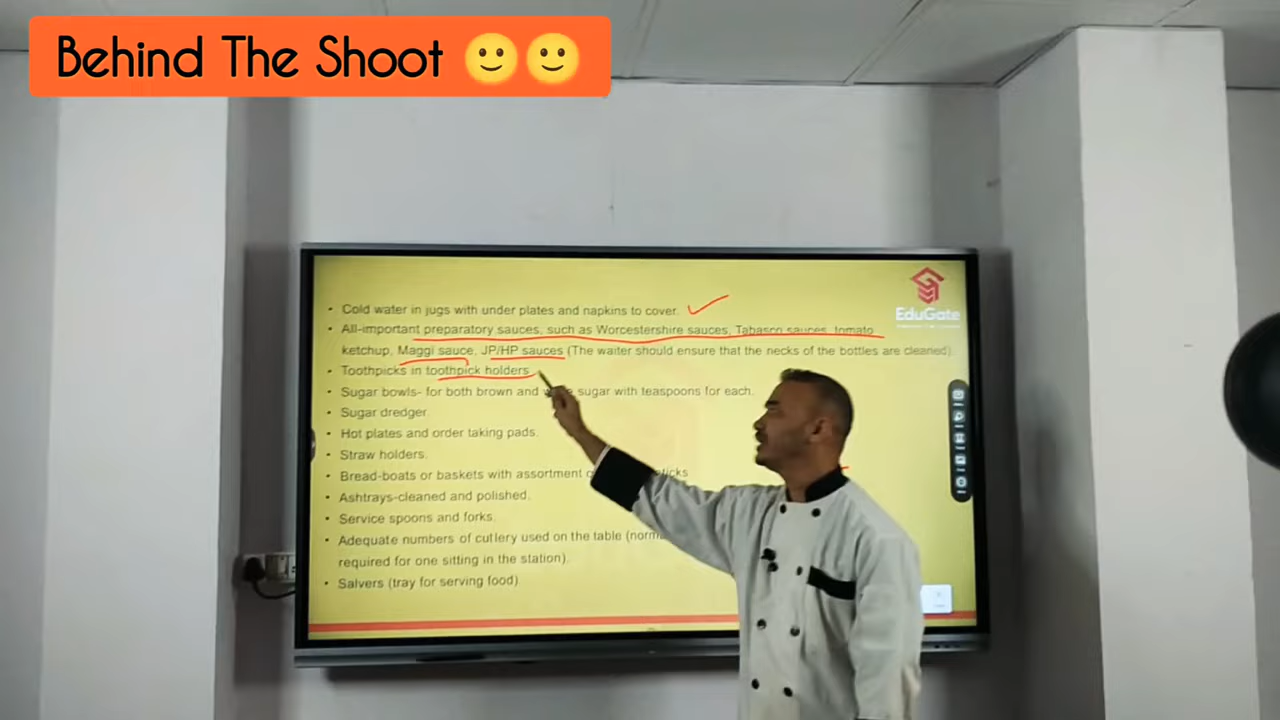 Behind The Shoot 🙂🙂
EduGate
• Cold water in jugs with under plates and napkins to cover.
• All-important preparatory sauces, such as Worcestershire sauces, Tabasco sauces, tomato
ketchup, Maggi sauce, JP/HP sauces (The waiter should ensure that the necks of the bottles are cleaned).
• Toothpicks in toothpick holders
• Sugar bowls- for both brown and sugar with teaspoons for each.
• Sugar dredger.
• Hot plates and order taking pads.
• Straw holders.
• Bread-boats or baskets with assortment
• Ashtrays-cleaned and polished.
• Service spoons and forks.
• Adequate numbers of cutlery used on the table
required for one sitting in the station).
• Salvers (tray for serving food)